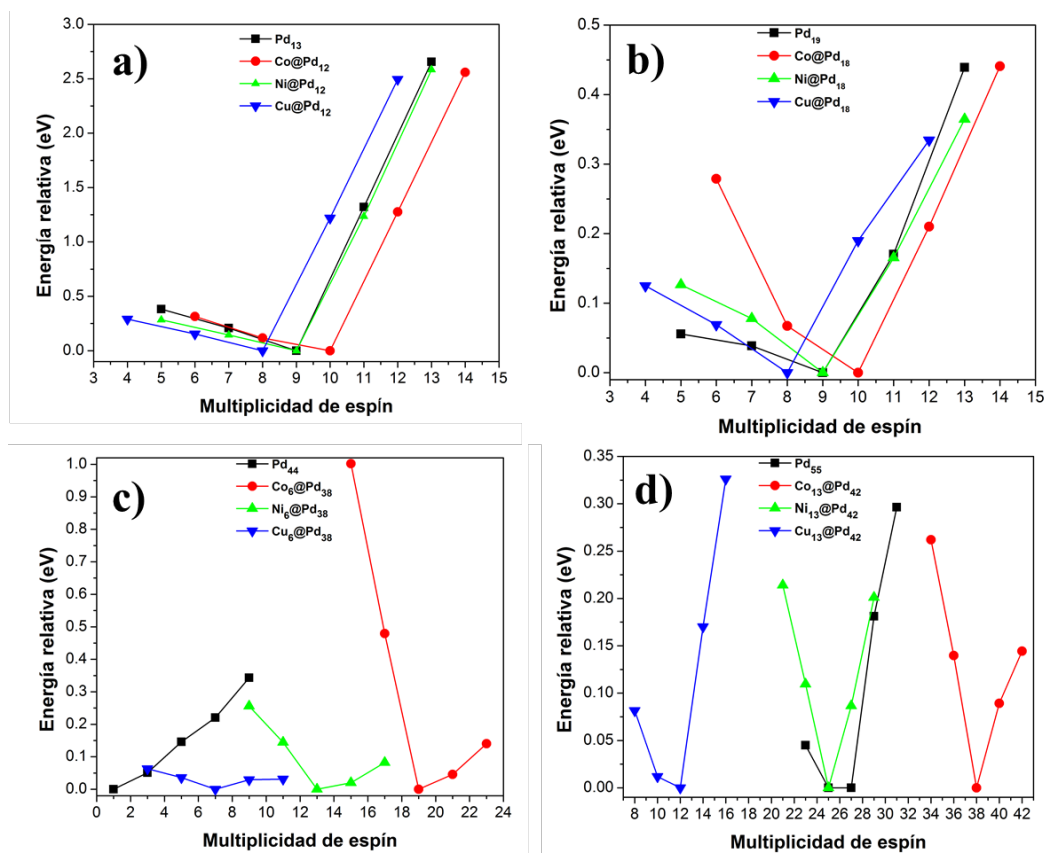 a)
Pd13
Co@Pd12
Ni@Pd12
Cu@Pd12
Energía relativa (eV)
3.0
2.5
2.0
1.5
1.0
0.5
0.0
3 4 5 6 7 8 9 10 11 12 13 14 15
Multiplicidad de espín
b)
Pd19
Co@Pd18
Ni@Pd18
Cu@Pd18
Energía relativa (eV)
0.5
0.4
0.3
0.2
0.1
0.0
3 4 5 6 7 8 9 10 11 12 13 14 15
Multiplicidad de espín
c)
Pd44
Co6@Pd38
Ni6@Pd38
Cu6@Pd38
Energía relativa (eV)
1.0
0.9
0.8
0.7
0.6
0.5
0.4
0.3
0.2
0.1
0.0
0 2 4 6 8 10 12 14 16 18 20 22 24
Multiplicidad de espín
d)
Pd55
Co13@Pd42
Ni13@Pd42
Cu13@Pd42
Energía relativa (eV)
0.35
0.30
0.25
0.20
0.15
0.10
0.05
0.00
8 10 12 14 16 18 20 22 24 26 28 30 32 34 36 38 40 42
Multiplicidad de espín